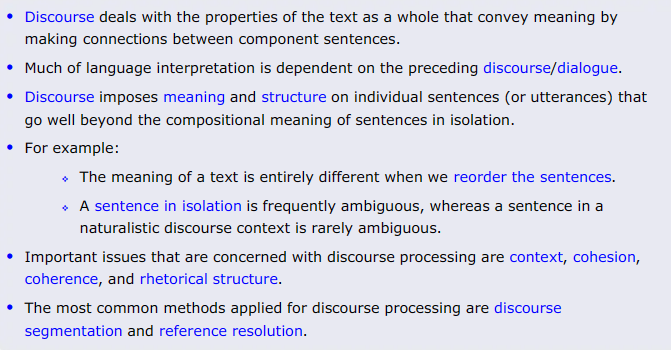 • Discourse deals with the properties of the text as a whole that convey meaning by
making connections between component sentences.
• Much of language interpretation is dependent on the preceding discourse/dialogue.
• Discourse imposes meaning and structure on individual sentences (or utterances) that
go well beyond the compositional meaning of sentences in isolation.
• For example:
❖ The meaning of a text is entirely different when we reorder the sentences.
❖ A sentence in isolation is frequently ambiguous, whereas a sentence in a
naturalistic discourse context is rarely ambiguous.
• Important issues that are concerned with discourse processing are context, cohesion,
coherence, and rhetorical structure.
• The most common methods applied for discourse processing are discourse
segmentation and reference resolution.